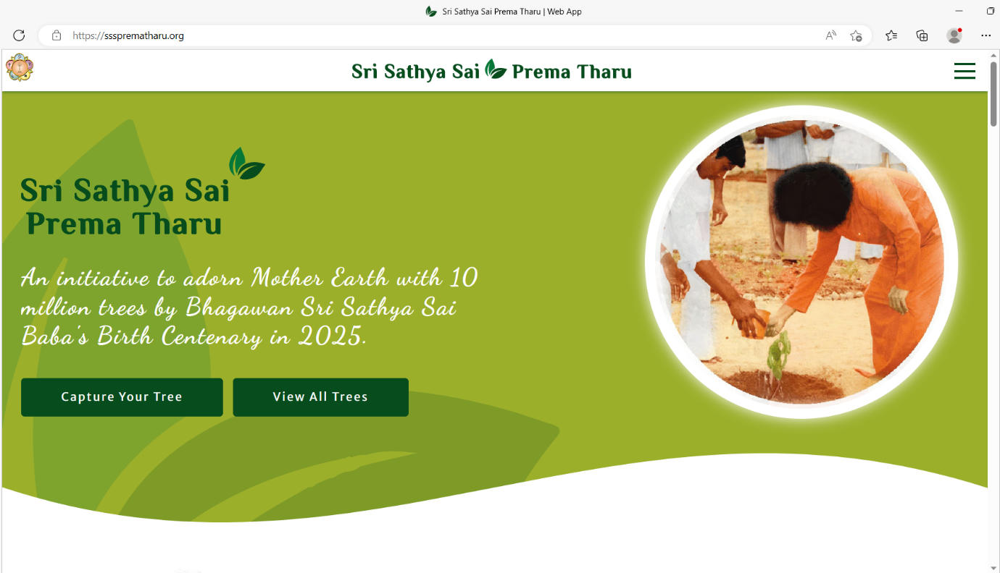 Sri Sathya Sai Prema Tharu | Web App
https://sssprematharu.org
Sri Sathya Sai Prema Tharu
Sri Sathya Sai
Prema Tharu
An initiative to adorn Mother Earth with 10
million trees by Bhagawan Sri Sathya Sai
Baba's Birth Centenary in 2025.
Capture Your Tree
View All Trees